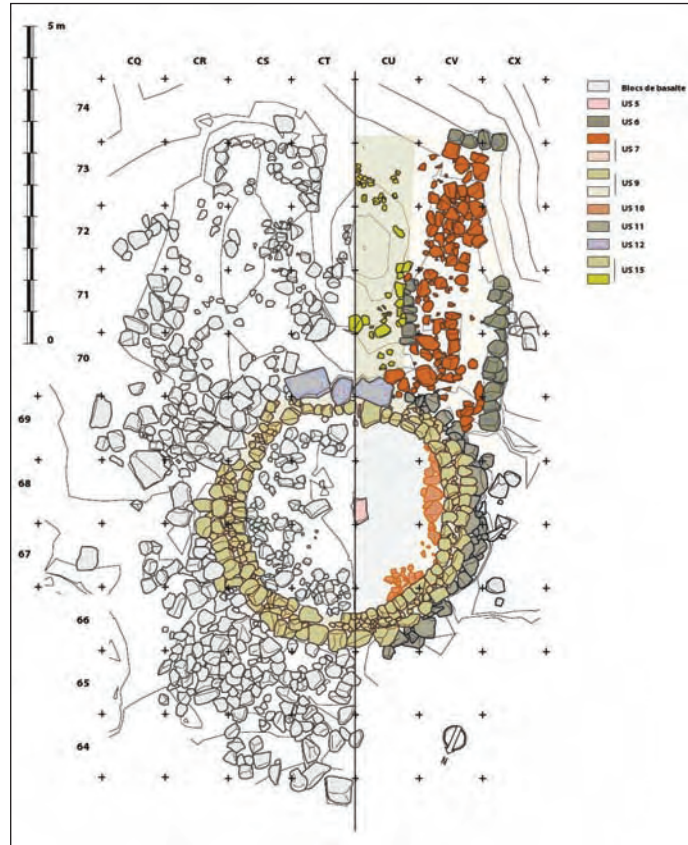 5 m
CQ CR CS CT CU CV CX
74
73
72
71
0
70
69
68
67
66
65
64
Blocs de basalte
US 5
US 6
US 7
US 9
US 10
US 11
US 12
US 15